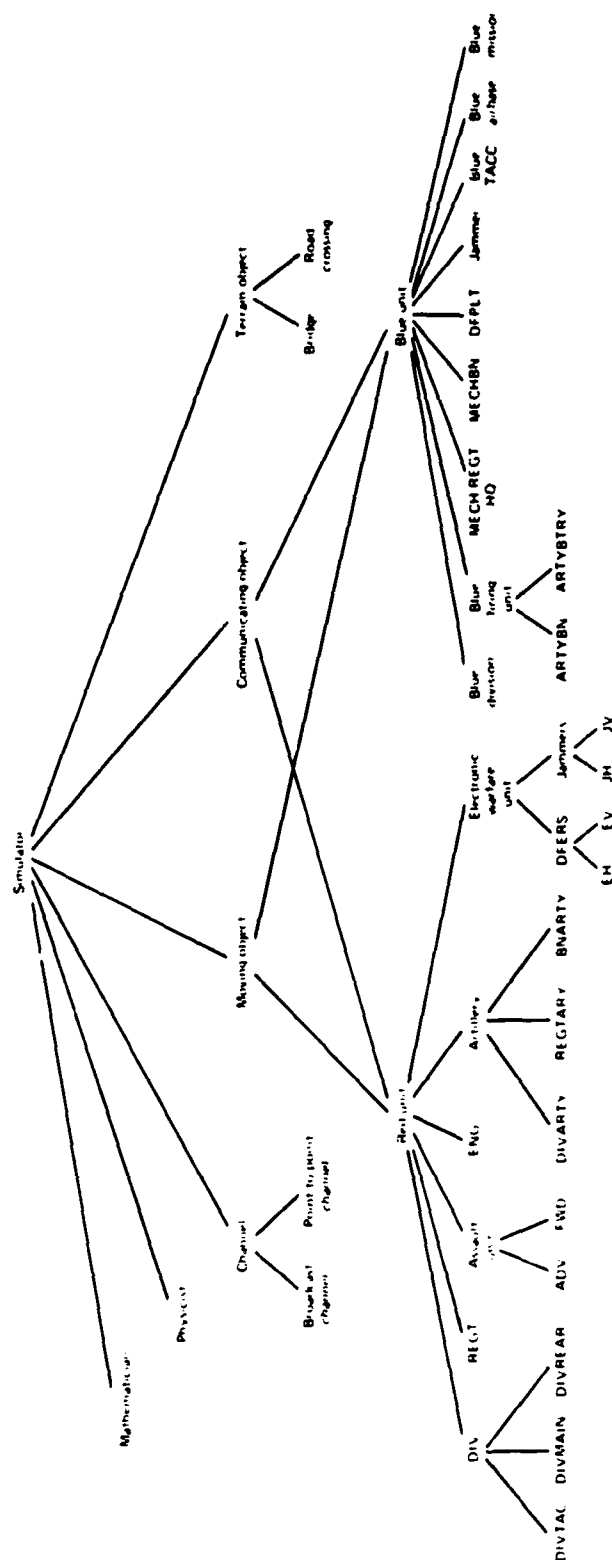 Simulator
Mathematician
Physicist
Channel
Broadcast
channel
Point to point
channel
Moving object
Communicating object
Terrain object
Bridge
Road
crossing
Red unit
Blue unit
DIV
REGT
Assault
unit
ENG
Artillery
Electronic
warfare
unit
Blue
division
Blue
firing
unit
MECH REGT
HQ
MECHBN
DFPLT
Jammer
Blue
TACC
Blue
airbase
Blue
mission
DIVTAC
DIVMAIN
DIVREAR
ADV
FWD
DIVARTY
REGTARY
BNARTY
DFERS
Jammers
ARTYBN
ARTYBTRY
EH
EV
JH
JV